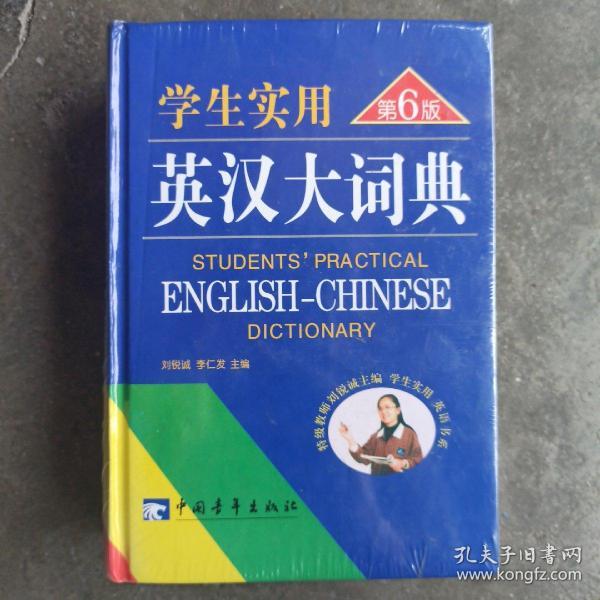 学生实用
第6版
英汉大词典
STUDENTS' PRACTICAL
ENGLISH-CHINESE
DICTIONARY
刘锐诚 李仁发 主编
特级教师刘锐诚主编 学生实用 英语书系
中国青年出版社
孔夫子旧书网
www.kongfz.com